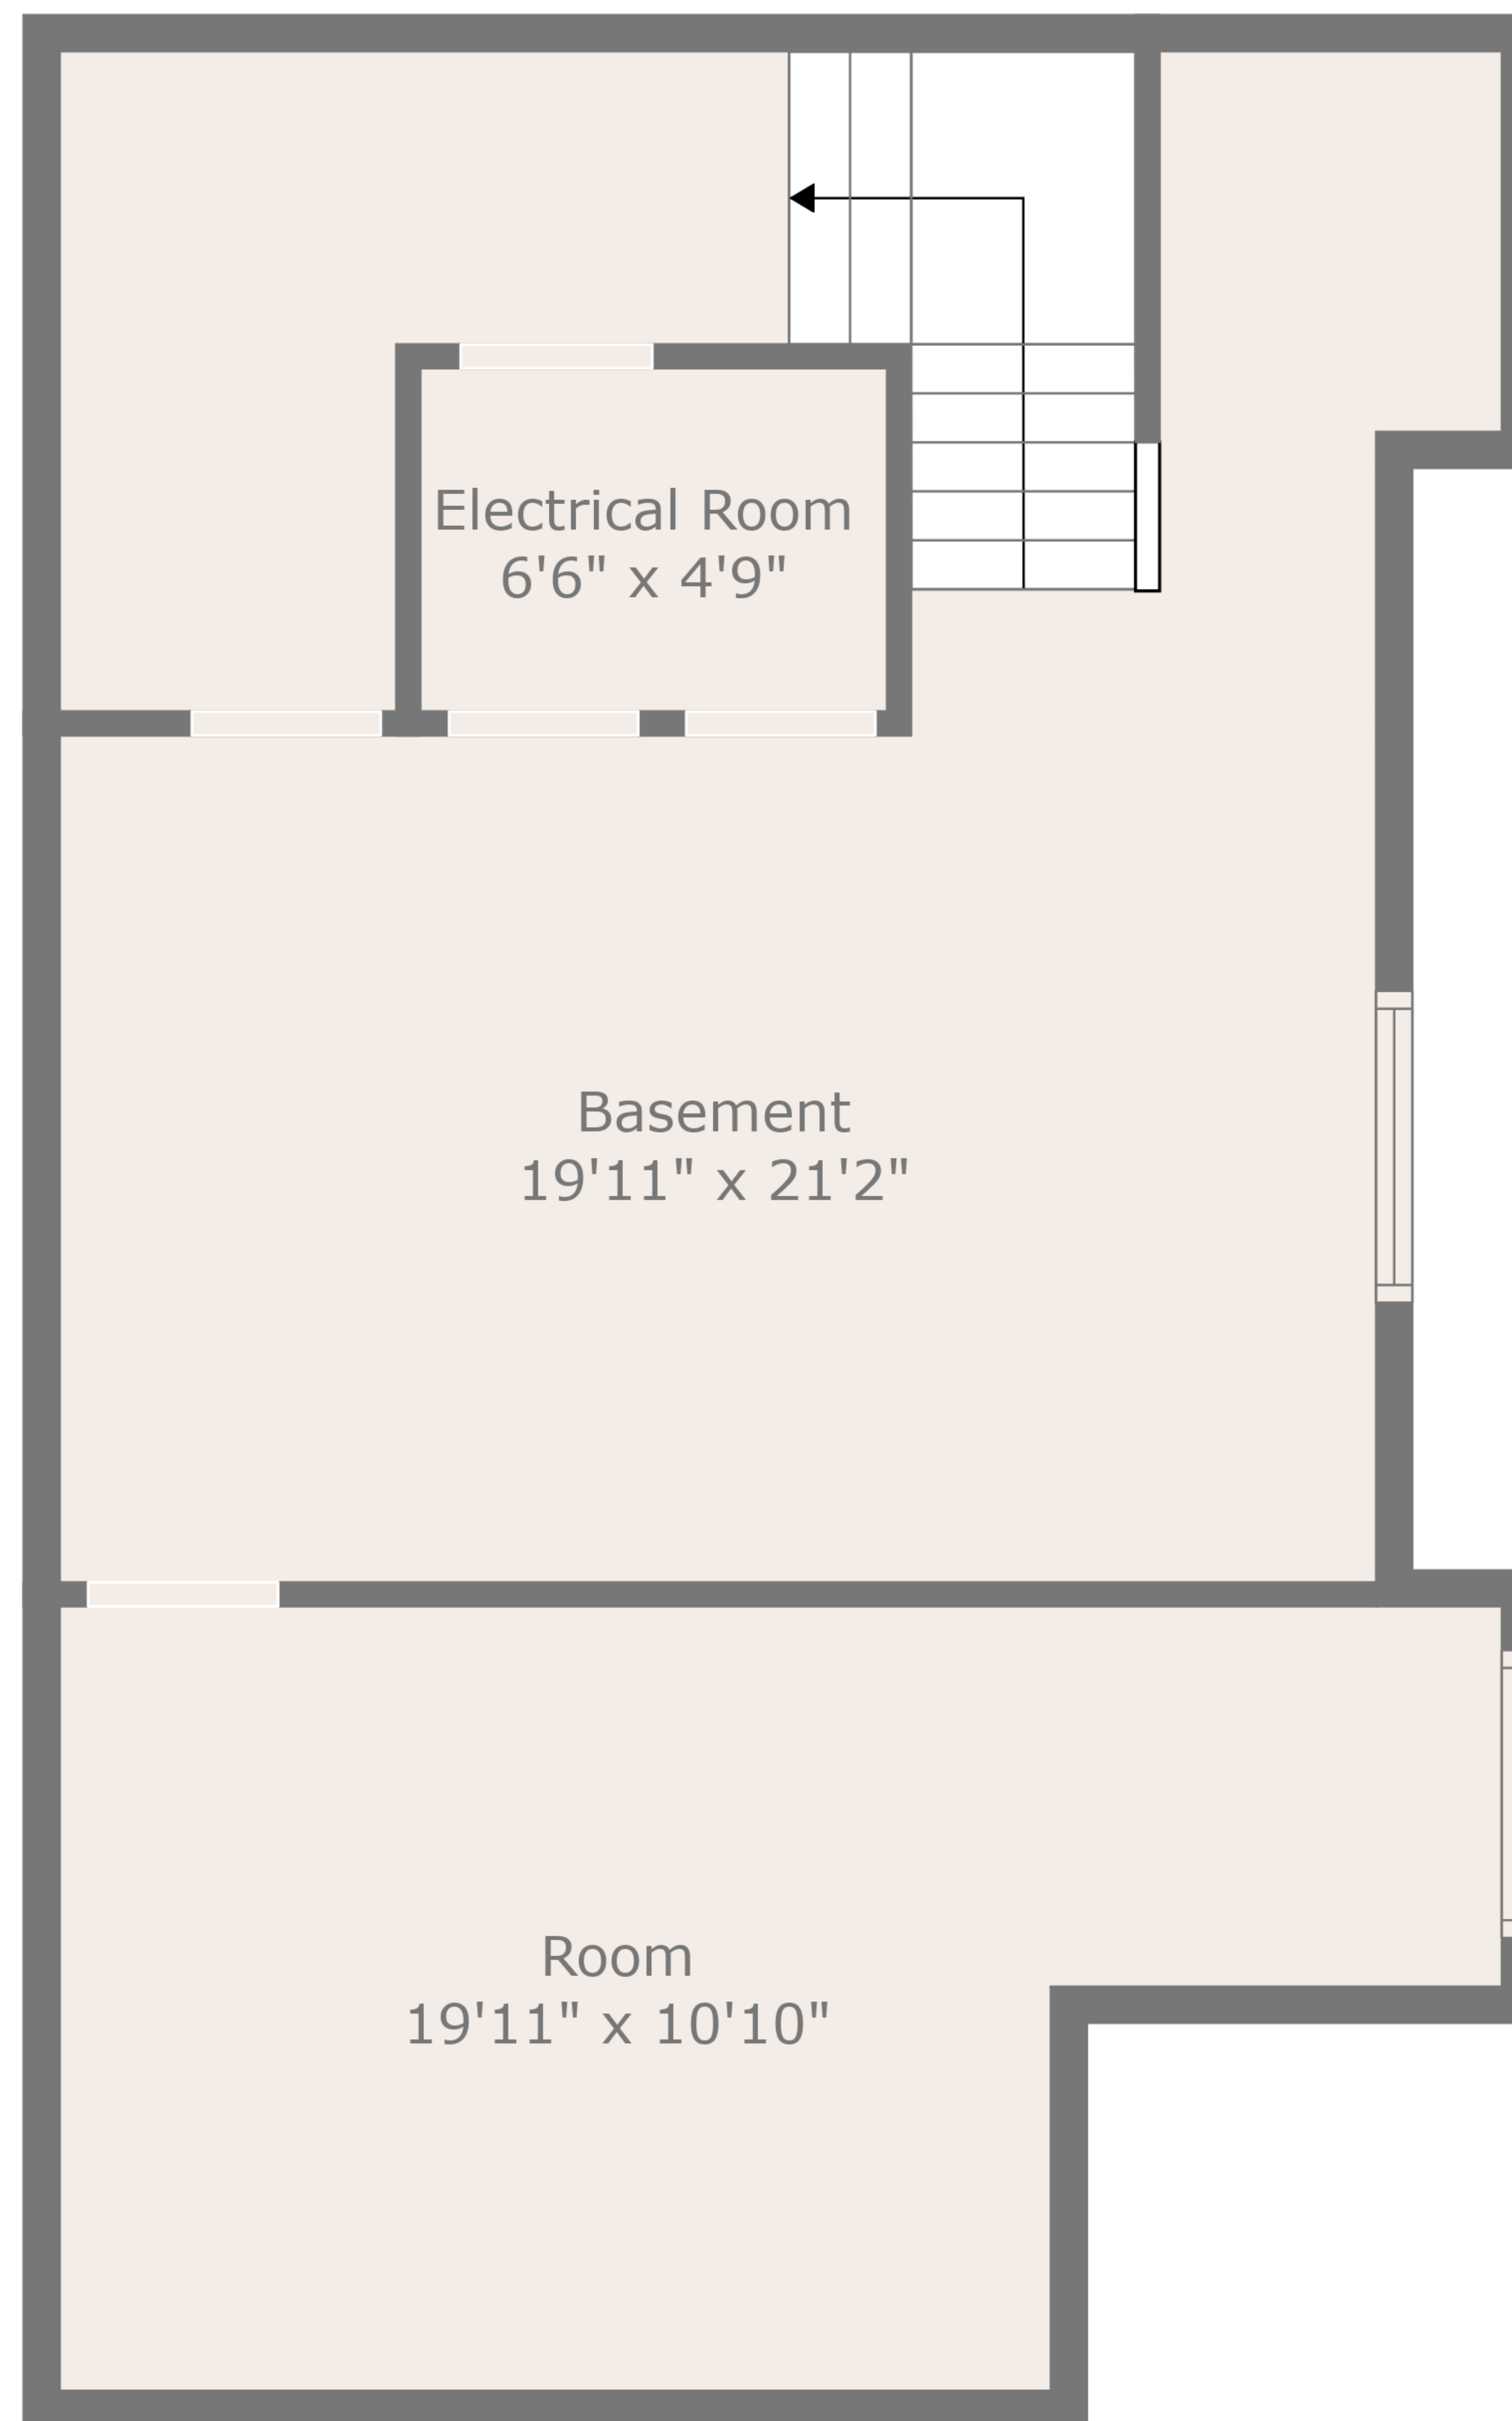 Electrical Room
6'6" x 4'9"
Basement
19'11" x 21'2"
Room
19'11" x 10'10"